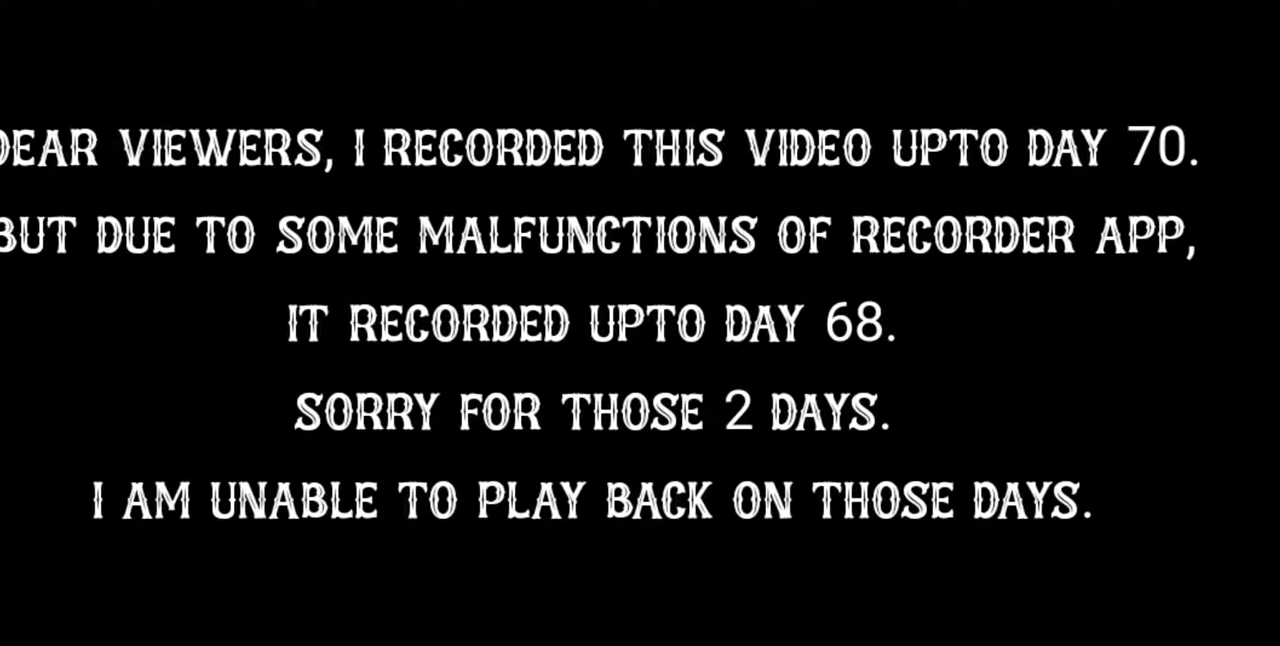 DEAR VIEWERS, I RECORDED THIS VIDEO UPTO DAY 70.
BUT DUE TO SOME MALFUNCTIONS OF RECORDER APP,
IT RECORDED UPTO DAY 68.
SORRY FOR THOSE 2 DAYS.
I AM UNABLE TO PLAY BACK ON THOSE DAYS.